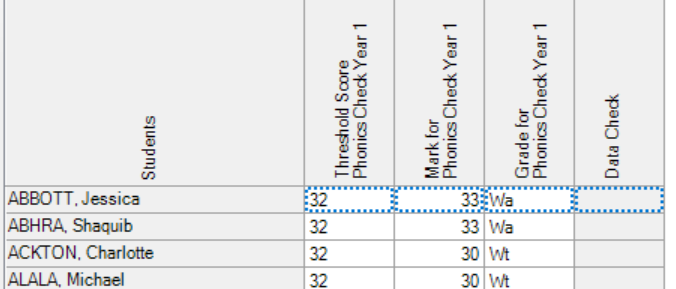 Students
Threshold Score
Phonics Check Year 1
Mark for
Phonics Check Year 1
Grade for
Phonics Check Year 1
Data Check
ABBOTT, Jessica 32 33 Wa
ABHRA, Shaquib 32 33 Wa
ACKTON, Charlotte 32 30 Wt
ALALA, Michael 32 30 Wt